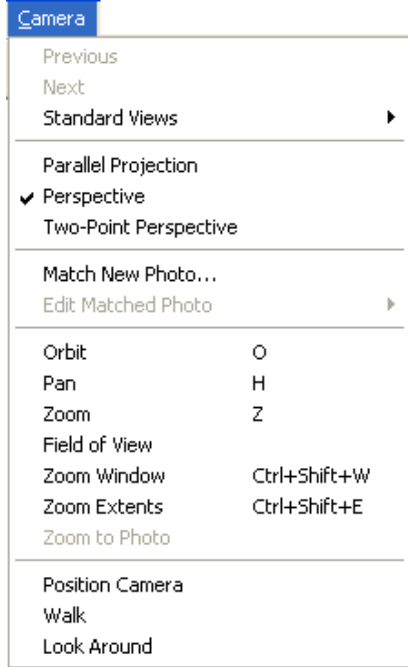 Camera
Previous
Next
Standard Views
Parallel Projection
Perspective
Two-Point Perspective
Match New Photo...
Edit Matched Photo
Orbit O
Pan H
Zoom Z
Field of View
Zoom Window Ctrl+Shift+W
Zoom Extents Ctrl+Shift+E
Zoom to Photo
Position Camera
Walk
Look Around